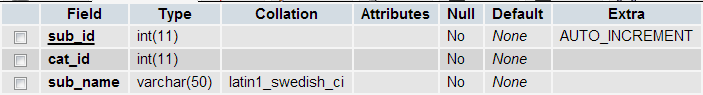 Field Type Collation Attributes Null Default Extra
sub_id int(11) No None AUTO_INCREMENT
cat_id int(11) No None
sub_name varchar(50) latin1_swedish_ci No None